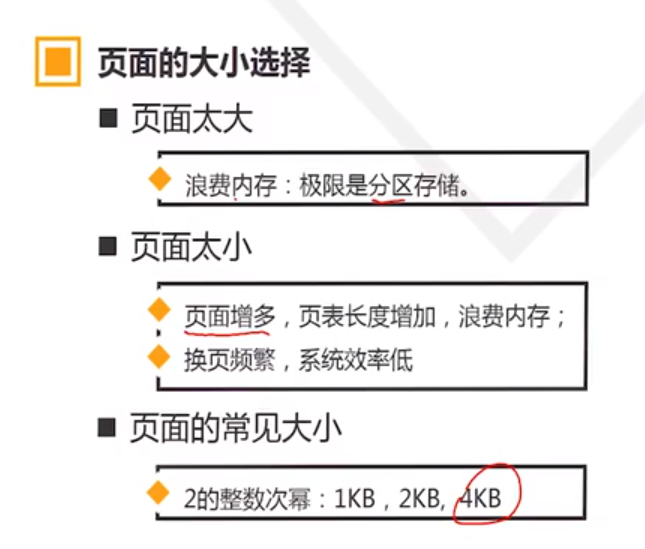 页面的大小选择
页面太大
浪费内存：极限是分区存储。
页面太小
页面增多，页表长度增加，浪费内存；
换页频繁，系统效率低
页面的常见大小
2的整数次幂：1KB，2KB, 4KB